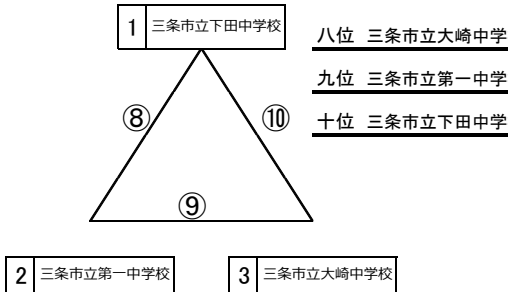 1 三条市立下田中学校
八位 三条市立大崎中学
九位 三条市立第一中学
⑧ ⑩ 十位 三条市立下田中学
⑨
2 三条市立第一中学校 3 三条市立大崎中学校